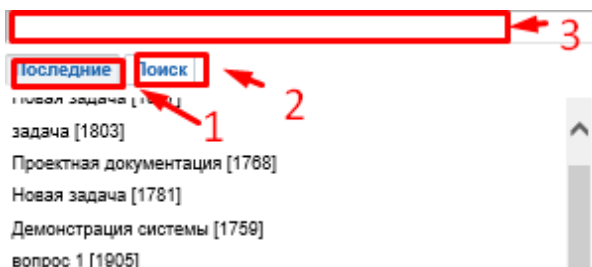 3
Последние Поиск
1 2
Новая задача
задача [1803]
Проектная документация [1768]
Новая задача [1781]
Демонстрация системы [1759]
вопрос 1 [1905]